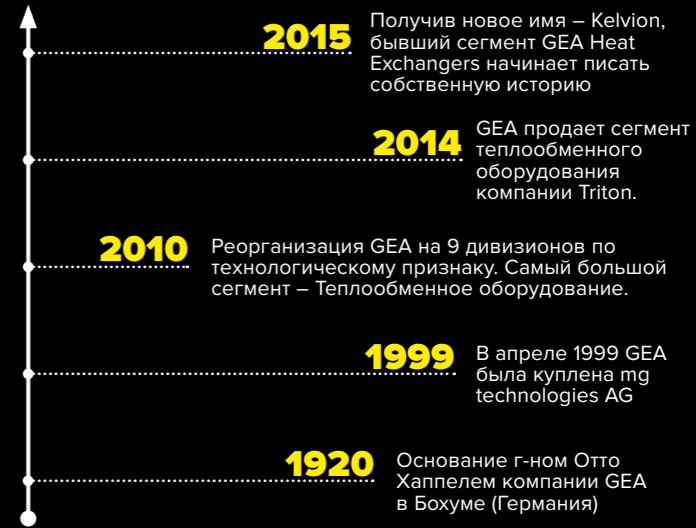 2015
Получив новое имя – Kelvion,
бывший сегмент GEA Heat
Exchangers начинает писать
собственную историю
2014
GEA продает сегмент
теплообменного
оборудования
компании Triton.
2010
Реорганизация GEA на 9 дивизионов по
технологическому признаку. Самый большой
сегмент – Теплообменное оборудование.
1999
В апреле 1999 GEA
была куплена mg
technologies AG
1920
Основание г-ном Отто
Хаппелем компании GEA
в Бохуме (Германия)